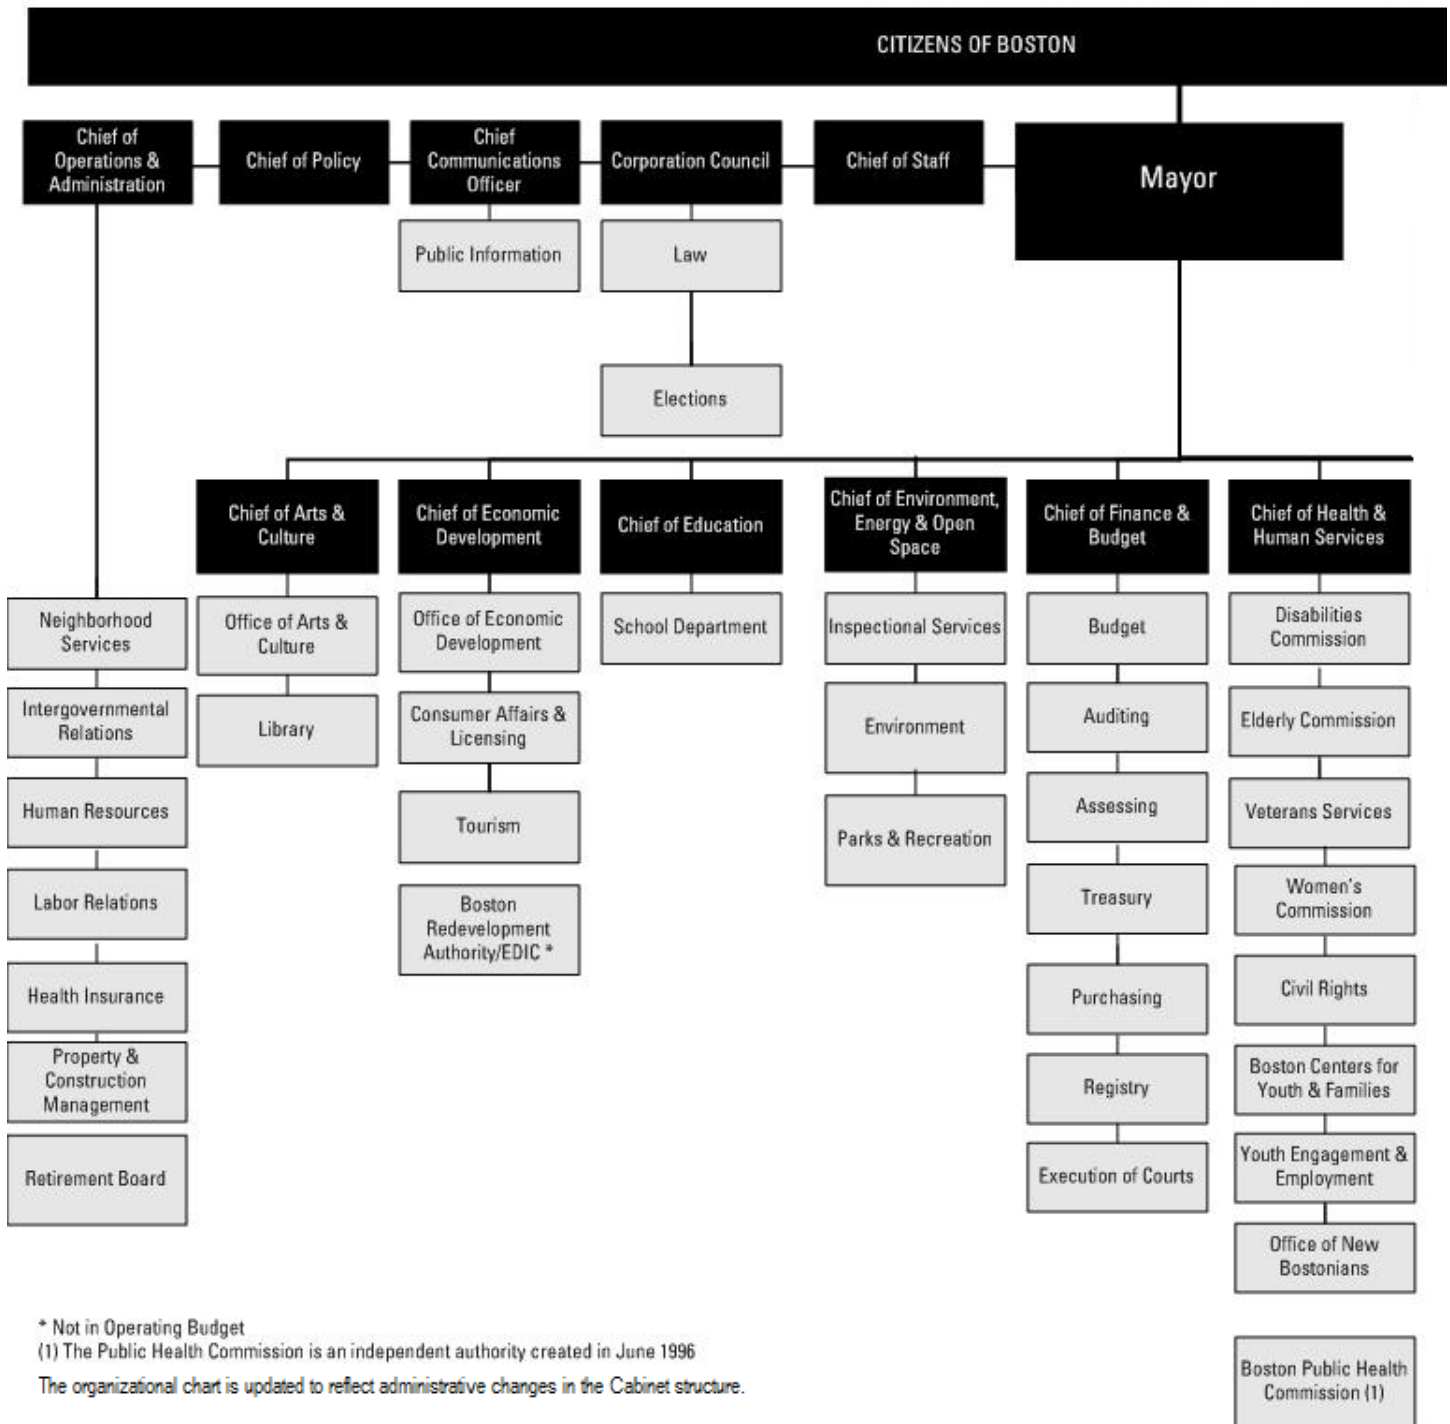 CITIZENS OF BOSTON
Chief of
Operations &
Administration
Chief of Policy
Chief
Communications
Officer
Corporation Council
Chief of Staff
Mayor
Public Information
Law
Elections
Chief of Arts &
Culture
Chief of Economic
Development
Chief of Education
Chief of Environment,
Energy & Open
Space
Chief of Finance &
Budget
Chief of Health &
Human Services
Neighborhood
Services
Intergovernmental
Relations
Human Resources
Labor Relations
Health Insurance
Property &
Construction
Management
Retirement Board
Office of Arts &
Culture
Library
Office of Economic
Development
Consumer Affairs &
Licensing
Tourism
Boston
Redevelopment
Authority/EDIC *
School Department
Inspectional Services
Environment
Parks & Recreation
Budget
Auditing
Assessing
Treasury
Purchasing
Registry
Execution of Courts
Disabilities
Commission
Elderly Commission
Veterans Services
Women's
Commission
Civil Rights
Boston Centers for
Youth & Families
Youth Engagement &
Employment
Office of New
Bostonians
Boston Public Health
Commission (1)
* Not in Operating Budget
(1) The Public Health Commission is an independent authority created in June 1996
The organizational chart is updated to reflect administrative changes in the Cabinet structure.